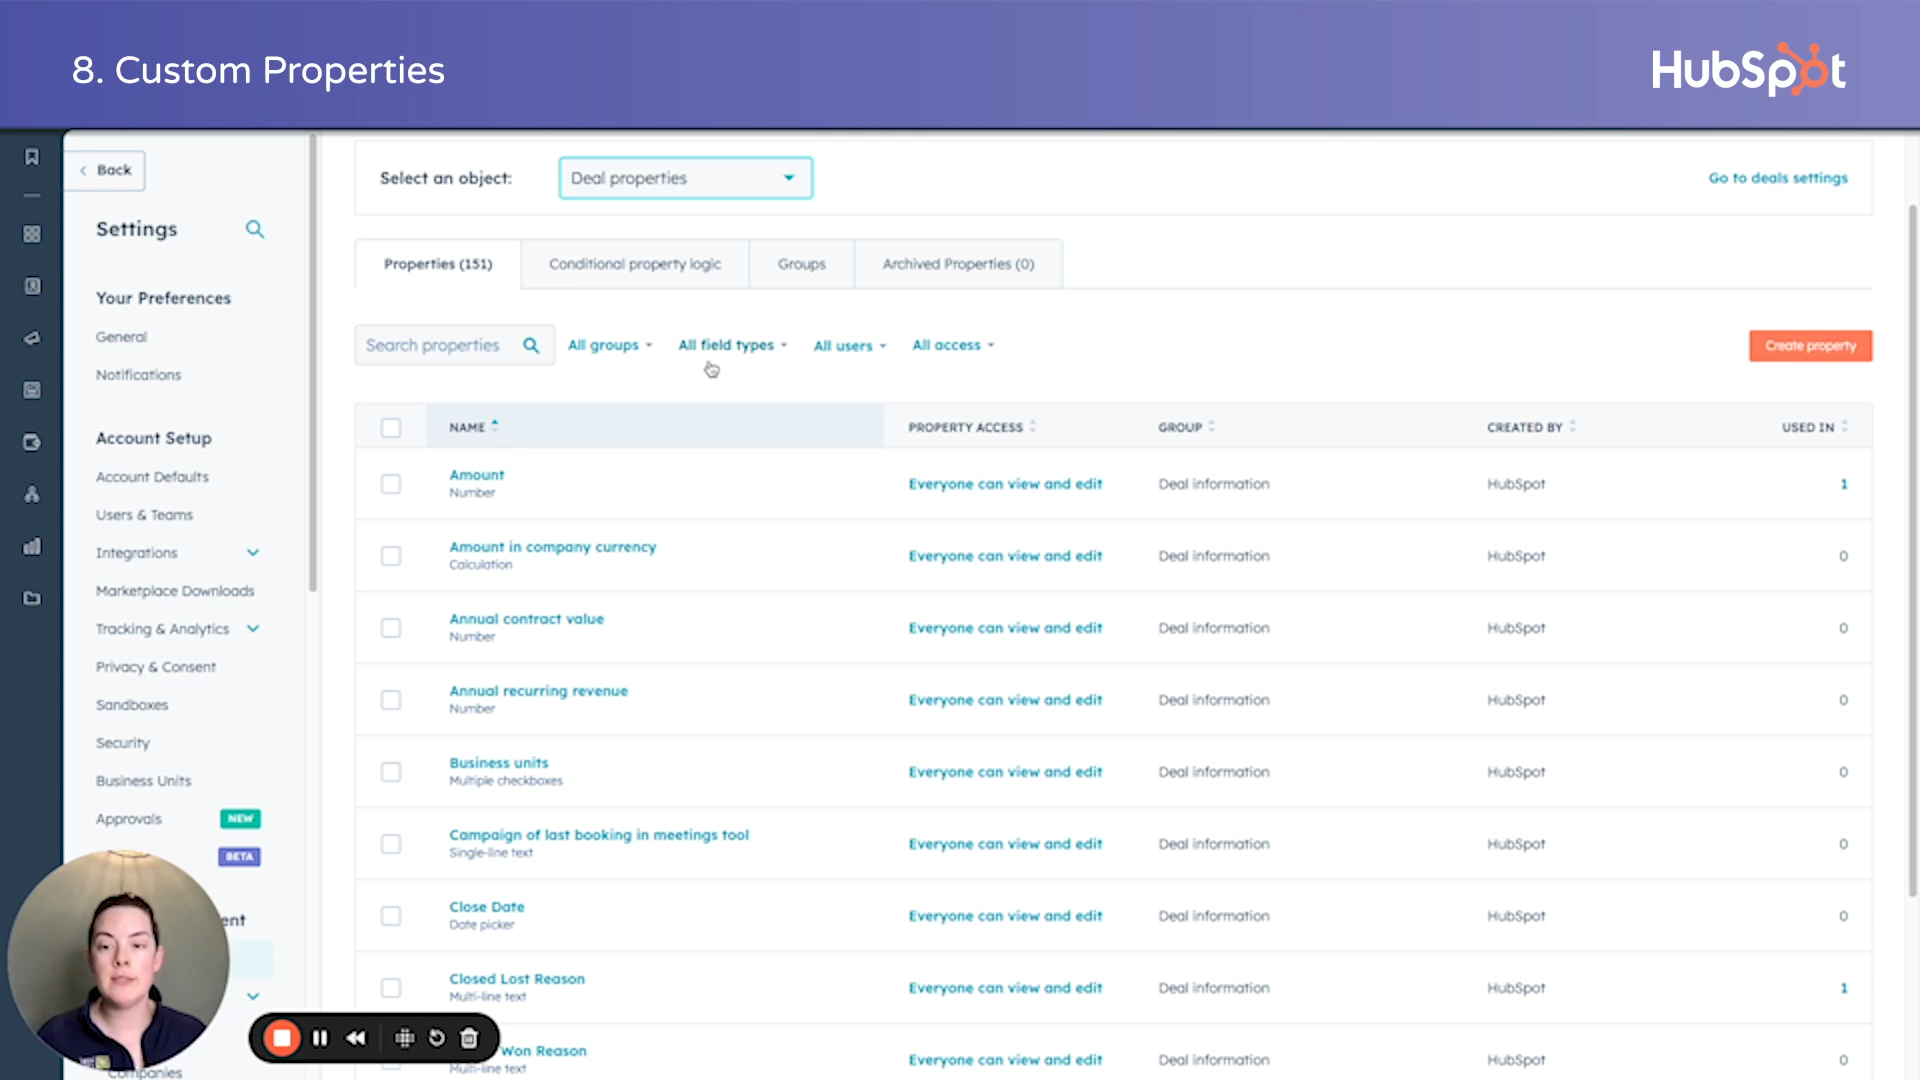 8. Custom Properties
HubSpot
Back
Select an object:
Deal properties
Go to deals settings
Settings
Properties (151)
Conditional property logic
Groups
Archived Properties (0)
Your Preferences
General
Notifications
Search properties
All groups
All field types
All users
All access
Create property
Account Setup
Account Defaults
Users & Teams
Integrations
Marketplace Downloads
Tracking & Analytics
Privacy & Consent
Sandboxes
Security
Business Units
Approvals
NEW
BETA
ent
Companies
NAME
PROPERTY ACCESS
GROUP
CREATED BY
USED IN
Amount
Number
Everyone can view and edit
Deal information
HubSpot
1
Amount in company currency
Calculation
Everyone can view and edit
Deal information
HubSpot
0
Annual contract value
Number
Everyone can view and edit
Deal information
HubSpot
0
Annual recurring revenue
Number
Everyone can view and edit
Deal information
HubSpot
0
Business units
Multiple checkboxes
Everyone can view and edit
Deal information
HubSpot
0
Campaign of last booking in meetings tool
Single-line text
Everyone can view and edit
Deal information
HubSpot
0
Close Date
Date picker
Everyone can view and edit
Deal information
HubSpot
0
Closed Lost Reason
Multi-line text
Everyone can view and edit
Deal information
HubSpot
1
Won Reason
Multi-line text
Everyone can view and edit
Deal information
HubSpot
0